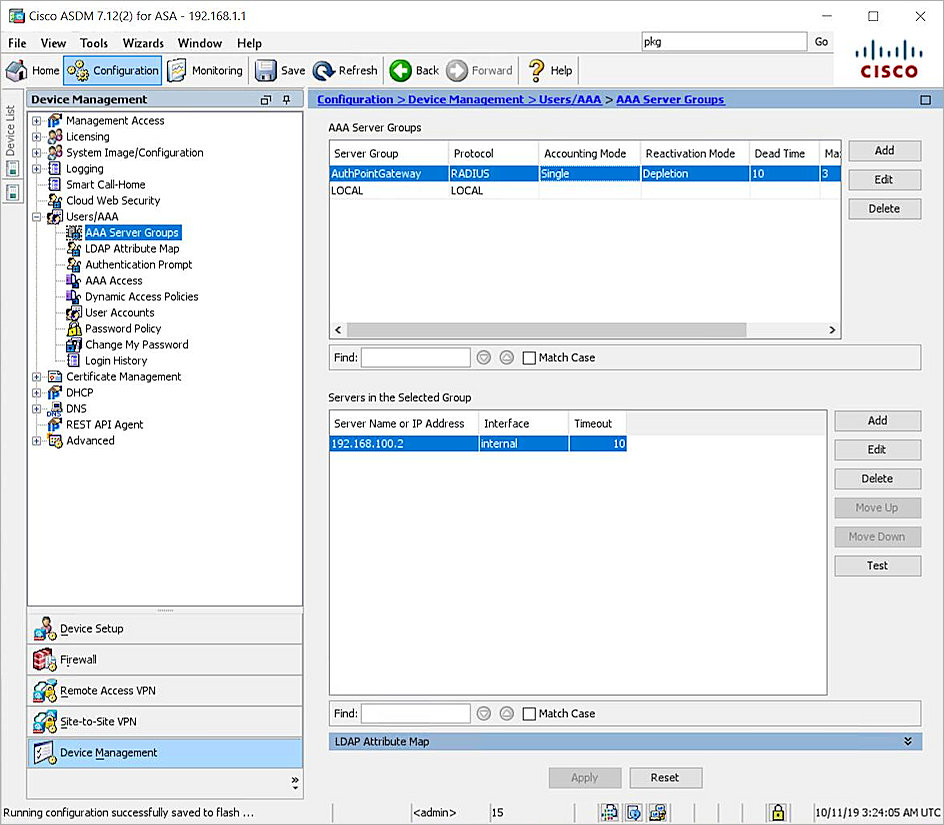 Cisco ASDM 7.12(2) for ASA - 192.168.1.1
File View Tools Wizards Window Help
pkg
Go
Home Configuration Monitoring Save Refresh Back Forward Help
CISCO
Device List
Device Management
Management Access
Licensing
System Image/Configuration
Logging
Smart Call-Home
Cloud Web Security
Users/AAA
AAA Server Groups
LDAP Attribute Map
Authentication Prompt
AAA Access
Dynamic Access Policies
User Accounts
Password Policy
Change My Password
Login History
Certificate Management
DHCP
DNS
REST API Agent
Advanced
Device Setup
Firewall
Remote Access VPN
Site-to-Site VPN
Device Management
Configuration > Device Management > Users/AAA > AAA Server Groups
AAA Server Groups
Server Group Protocol Accounting Mode Reactivation Mode Dead Time Max
AuthPointGateway RADIUS Single Depletion 10 3
LOCAL LOCAL
Add
Edit
Delete
Find: Match Case
Servers in the Selected Group
Server Name or IP Address Interface Timeout
192.168.100.2 internal 10
Add
Edit
Delete
Move Up
Move Down
Test
Find: Match Case
LDAP Attribute Map
Apply Reset
Running configuration successfully saved to flash ... <admin> 15 10/11/19 3:24:05 AM UTC